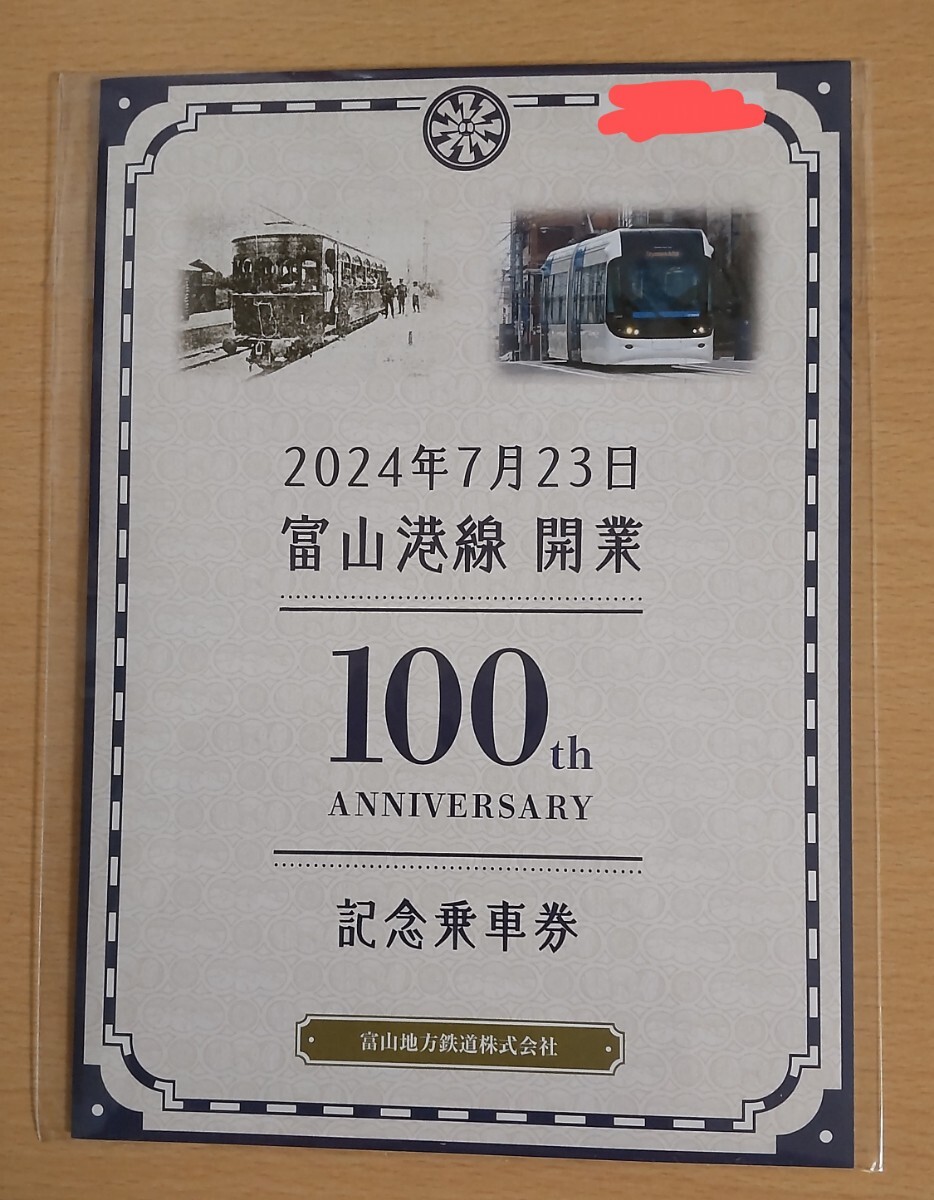 2024年7月23日
富山港線 開業
100th
ANNIVERSARY
記念乗車券
富山地方鉄道株式会社